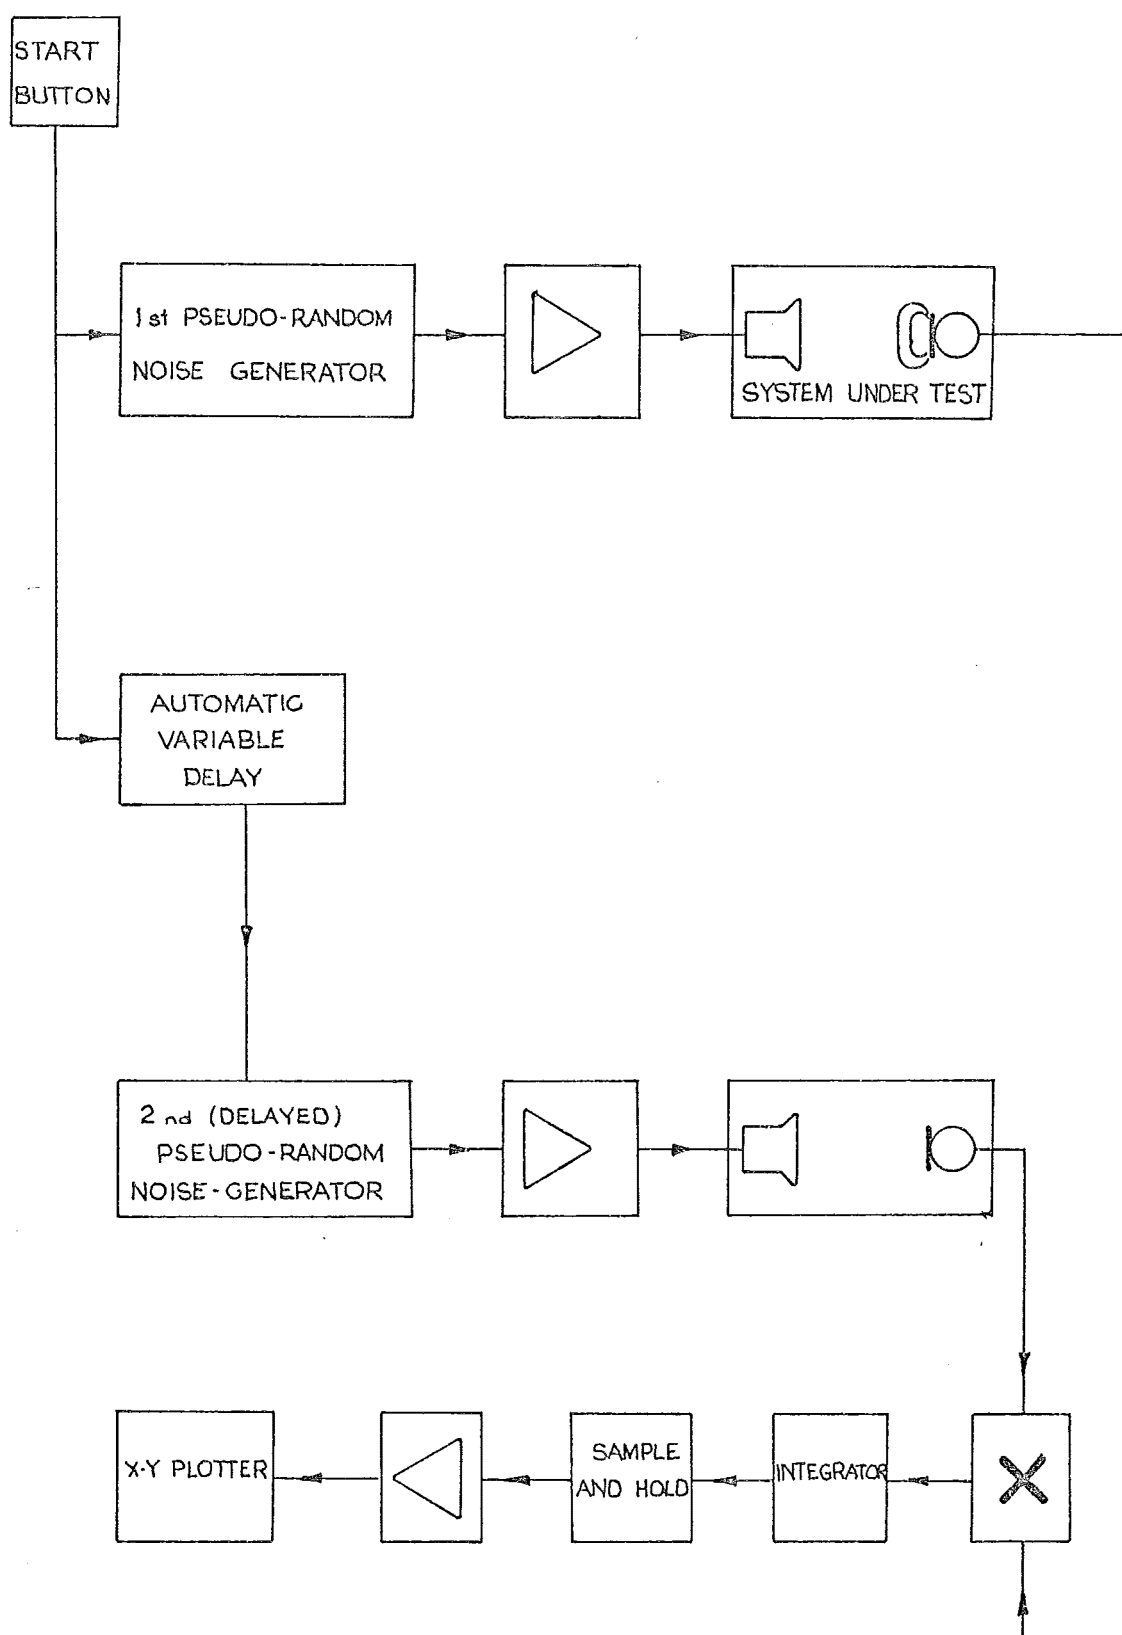 START
BUTTON
1st PSEUDO-RANDOM
NOISE GENERATOR
SYSTEM UNDER TEST
AUTOMATIC
VARIABLE
DELAY
2nd (DELAYED)
PSEUDO-RANDOM
NOISE-GENERATOR
X-Y PLOTTER
SAMPLE
AND HOLD
INTEGRATOR
X